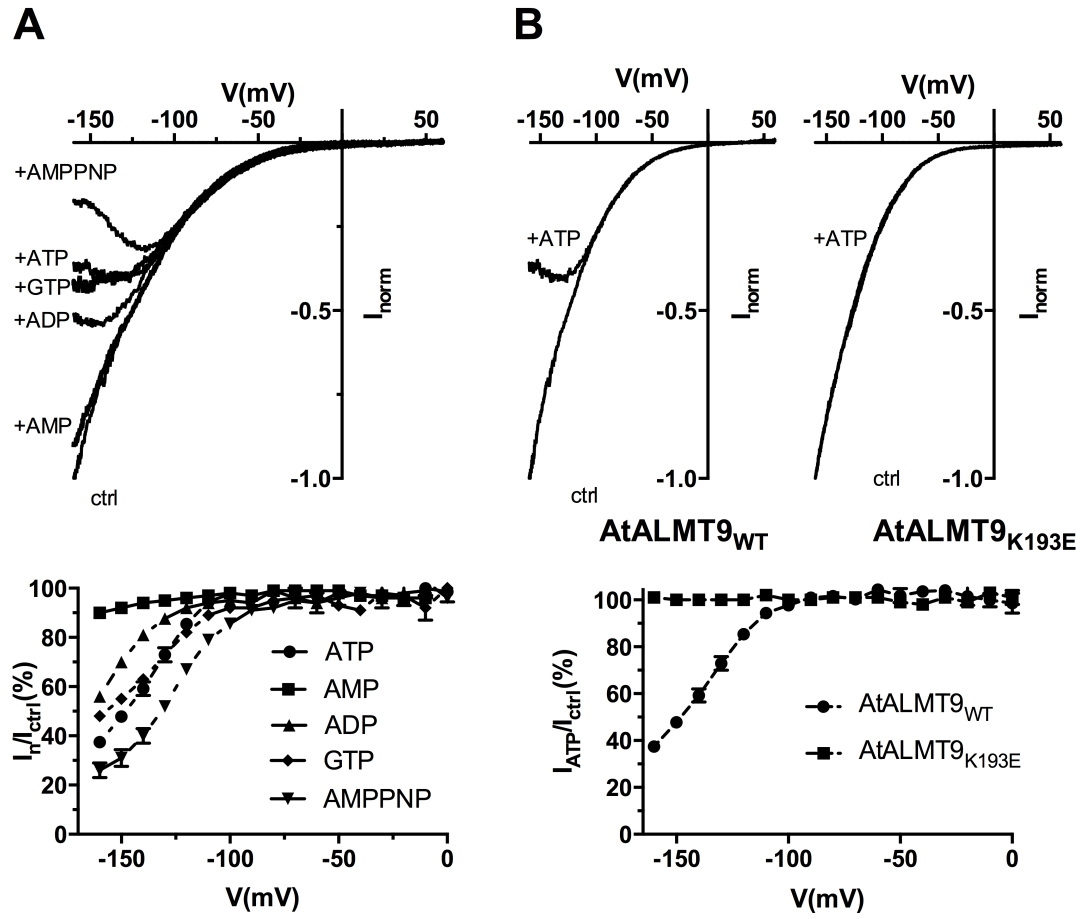 A
B
V(mV)
-150 -100 -50 50
+AMPPNP
+ATP
+GTP
+ADP
+AMP
ctrl
-0.5
-1.0
Inorm
V(mV)
-150 -100 -50 50
+ATP
ctrl
-0.5
-1.0
Inorm
AtALMT9WT
V(mV)
-150 -100 -50 50
+ATP
ctrl
-0.5
-1.0
Inorm
AtALMT9K193E
In/Ictrl(%)
100
80
60
40
20
0
-150 -100 -50 0
V(mV)
ATP
AMP
ADP
GTP
AMPPNP
IATP/Ictrl(%)
100
80
60
40
20
0
-150 -100 -50 0
V(mV)
AtALMT9WT
AtALMT9K193E